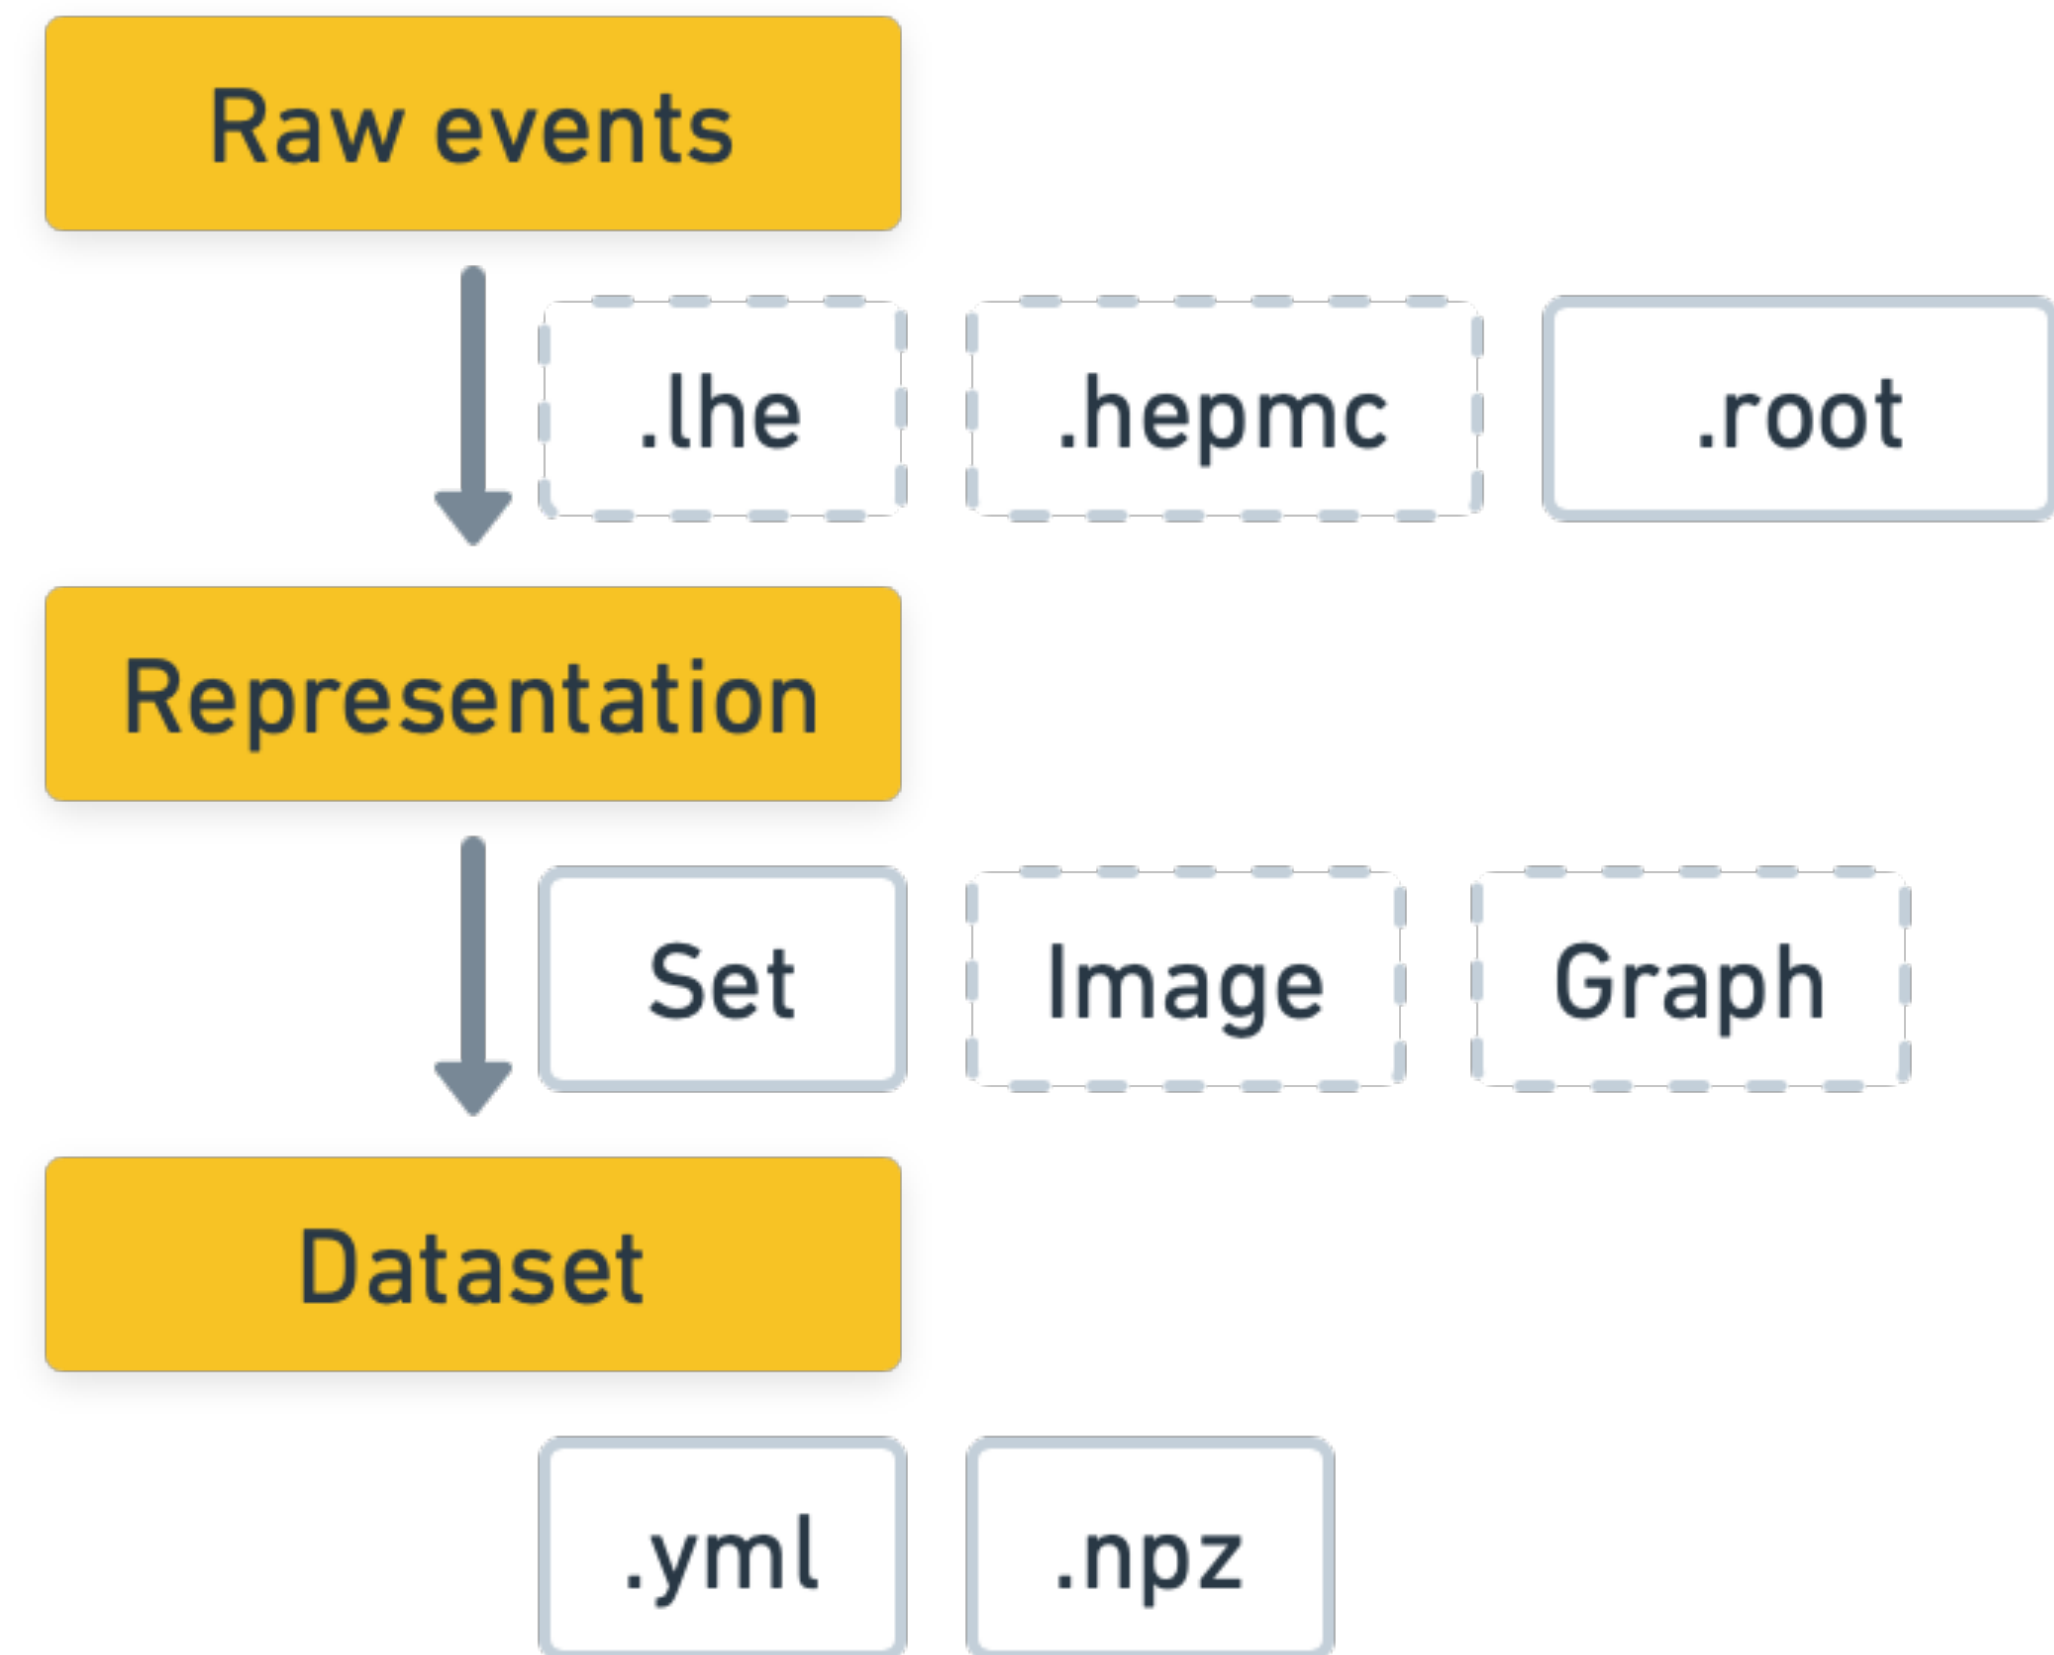 Raw events
.lhe .hepmc .root
Representation
Set Image Graph
Dataset
.yml .npz